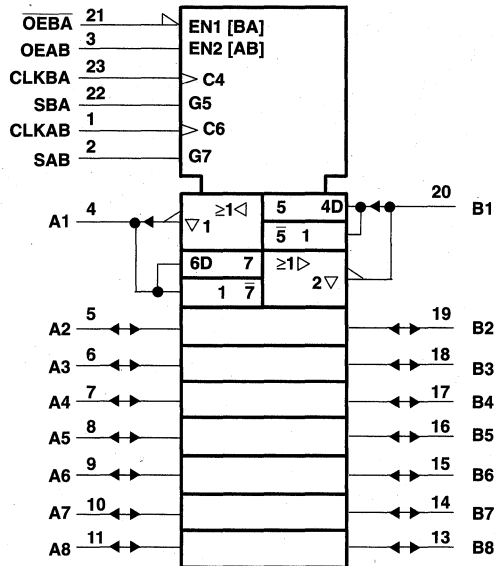 O̅E̅B̅A̅ 21 EN1 [BA]
OEAB 3 EN2 [AB]
CLKBA 23 C4
SBA 22 G5
CLKAB 1 C6
SAB 2 G7
A1 4 ≥1◁ 5 4D 20 B1
▽1 5̅ 1
6D 7 ≥1▷
1 7̅ 2▽
A2 5 19 B2
A3 6 18 B3
A4 7 17 B4
A5 8 16 B5
A6 9 15 B6
A7 10 14 B7
A8 11 13 B8